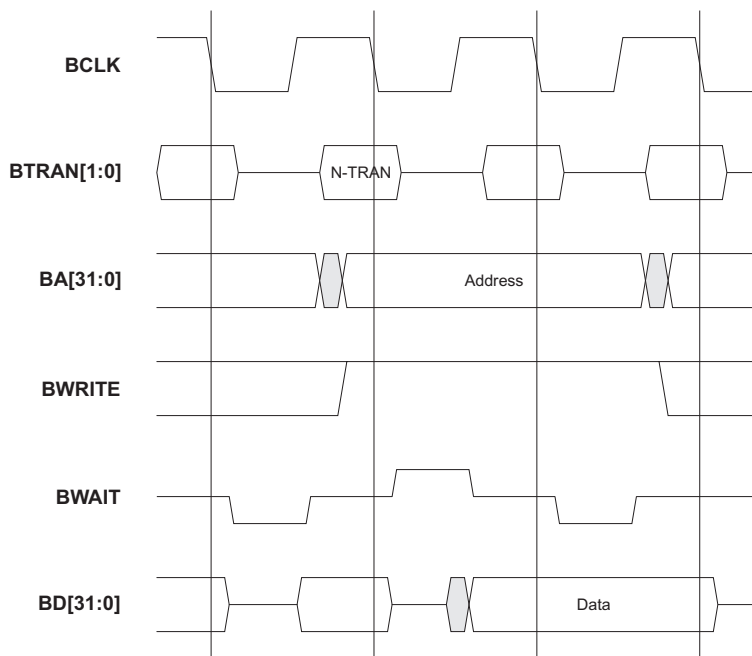 BCLK
BTRAN[1:0]
N-TRAN
BA[31:0]
Address
BWRITE
BWAIT
BD[31:0]
Data